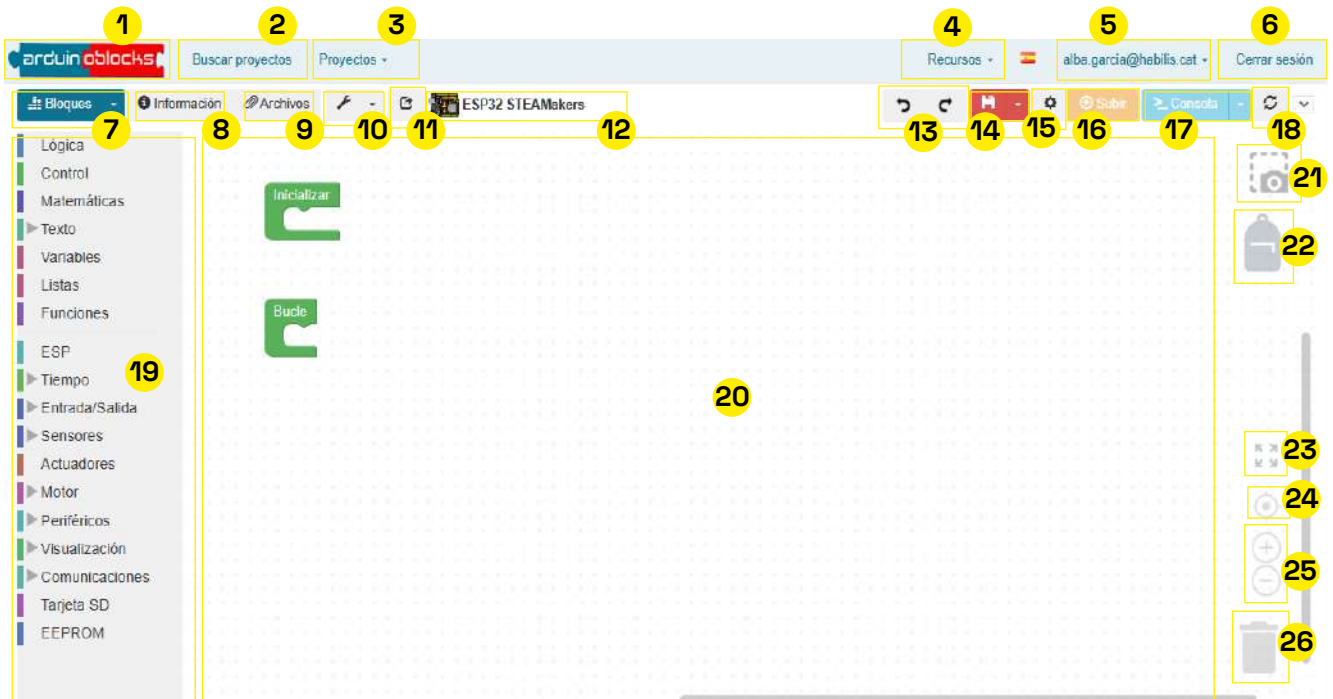 1 2 3 4 5 6
arduinoblocks Buscar proyectos Proyectos Recursos alba.garcia@habilis.cat Cerrar sesión
Bloques Información Archivos ESP32 STEAMakers Subir >_ Consola
7 8 9 10 11 12 13 14 15 16 17 18
Lógica
Control
Matemáticas
Texto
Variables
Listas
Funciones
ESP
Tiempo
Entrada/Salida
Sensores
Actuadores
Motor
Periféricos
Visualización
Comunicaciones
Tarjeta SD
EEPROM
19
Inicializar
Bucle
20
21
22
23
24
25
26